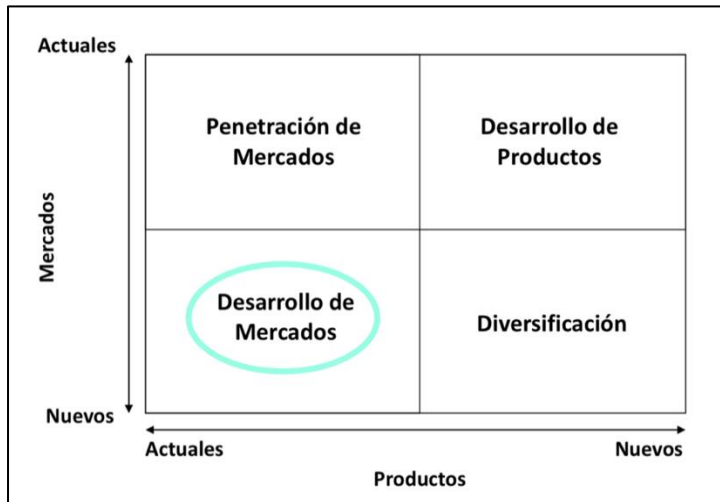 Actuales
Penetración de
Mercados
Desarrollo de
Productos
Mercados
Desarrollo de
Mercados
Diversificación
Nuevos
Actuales
Nuevos
Productos